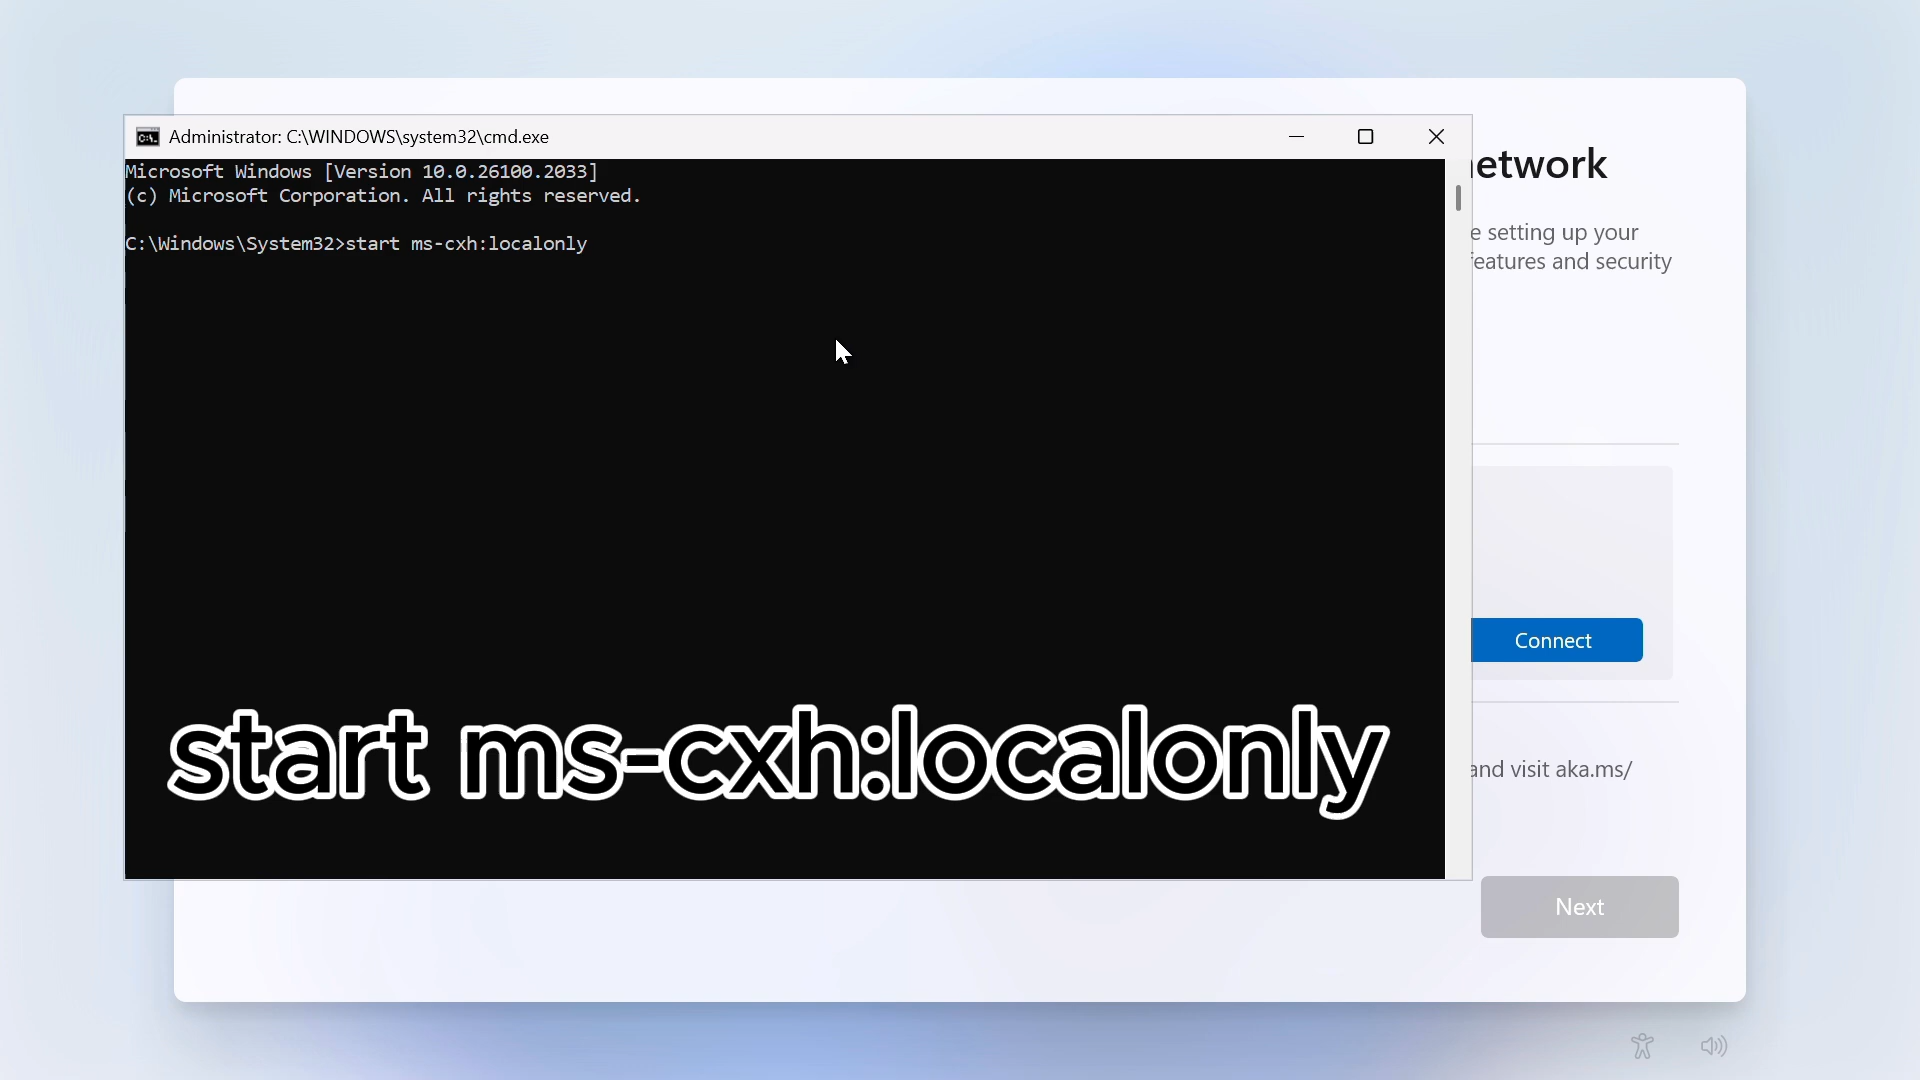 Administrator: C:\WINDOWS\system32\cmd.exe
Microsoft Windows [Version 10.0.26100.2033]
(c) Microsoft Corporation. All rights reserved.
C:\Windows\System32>start ms-cxh:localonly
etwork
e setting up your
features and security
Connect
start ms-cxh:localonly
and visit aka.ms/
Next